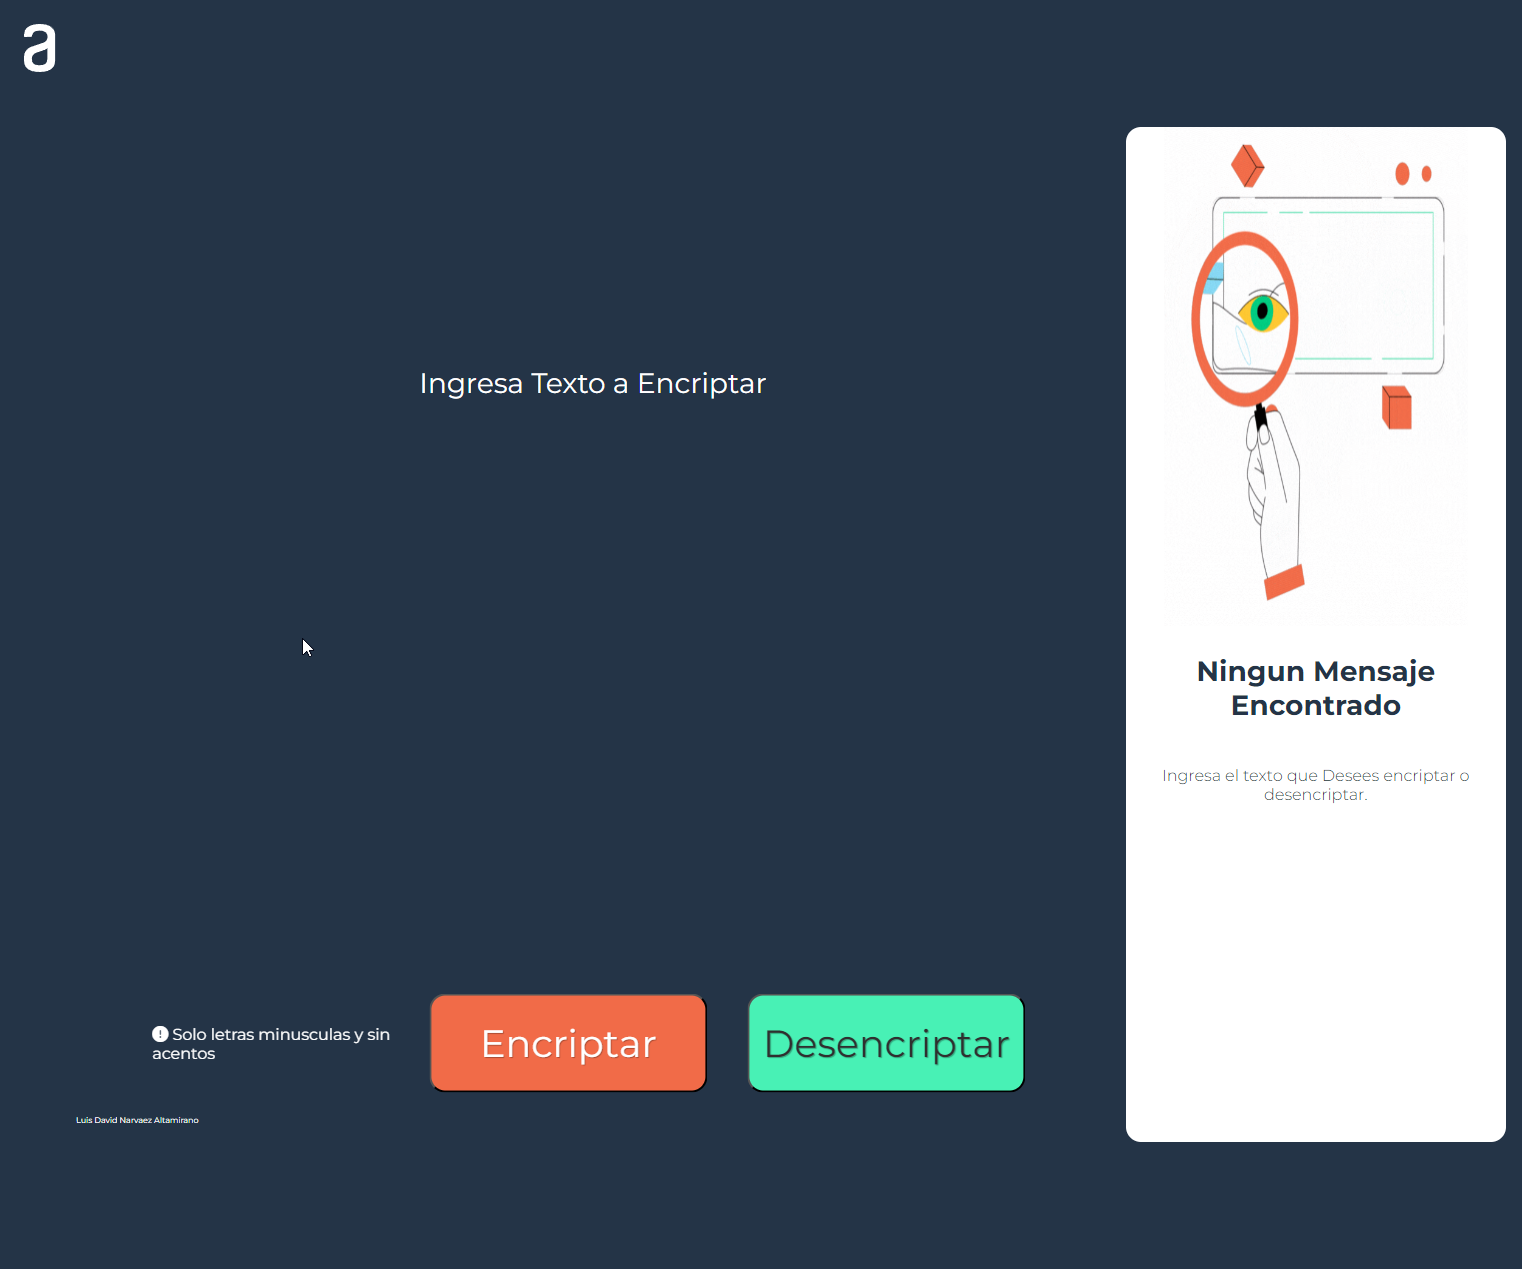 a
Ingresa Texto a Encriptar
Ningun Mensaje
Encontrado
Ingresa el texto que Desees encriptar o
desencriptar.
Solo letras minusculas y sin
acentos
Encriptar
Desencriptar
Luis David Narvaez Altamirano